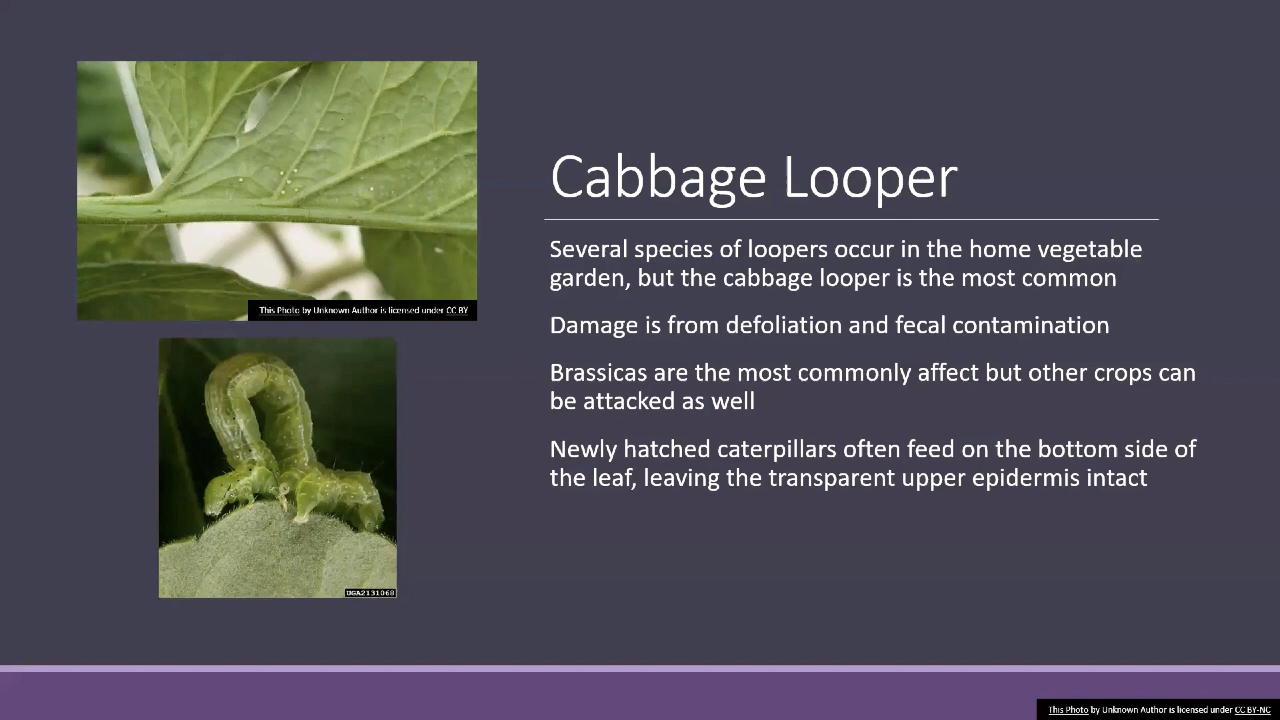 Cabbage Looper
Several species of loopers occur in the home vegetable
garden, but the cabbage looper is the most common
Damage is from defoliation and fecal contamination
Brassicas are the most commonly affect but other crops can
be attacked as well
Newly hatched caterpillars often feed on the bottom side of
the leaf, leaving the transparent upper epidermis intact
This Photo by Unknown Author is licensed under CC BY
UGA2131068
This Photo by Unknown Author is licensed under CC BY-NC